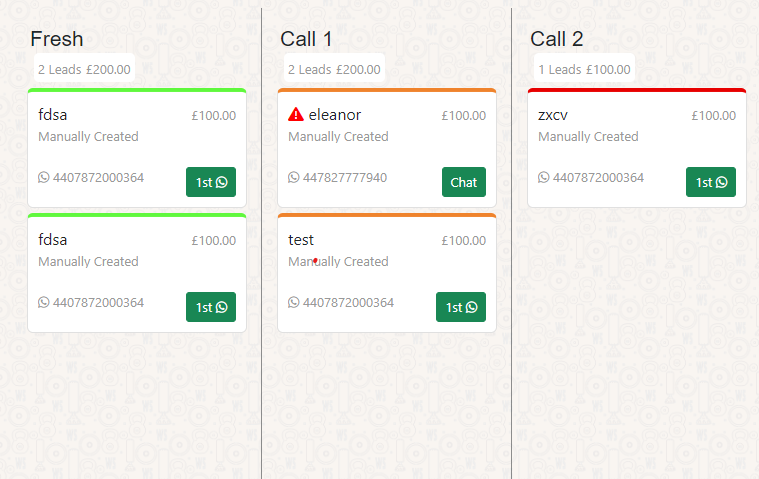 Fresh
2 Leads £200.00
fdsa £100.00
Manually Created
4407872000364 1st
fdsa £100.00
Manually Created
4407872000364 1st
Call 1
2 Leads £200.00
eleanor £100.00
Manually Created
447827777940 Chat
test £100.00
Manually Created
4407872000364 1st
Call 2
1 Leads £100.00
zxcv £100.00
Manually Created
4407872000364 1st